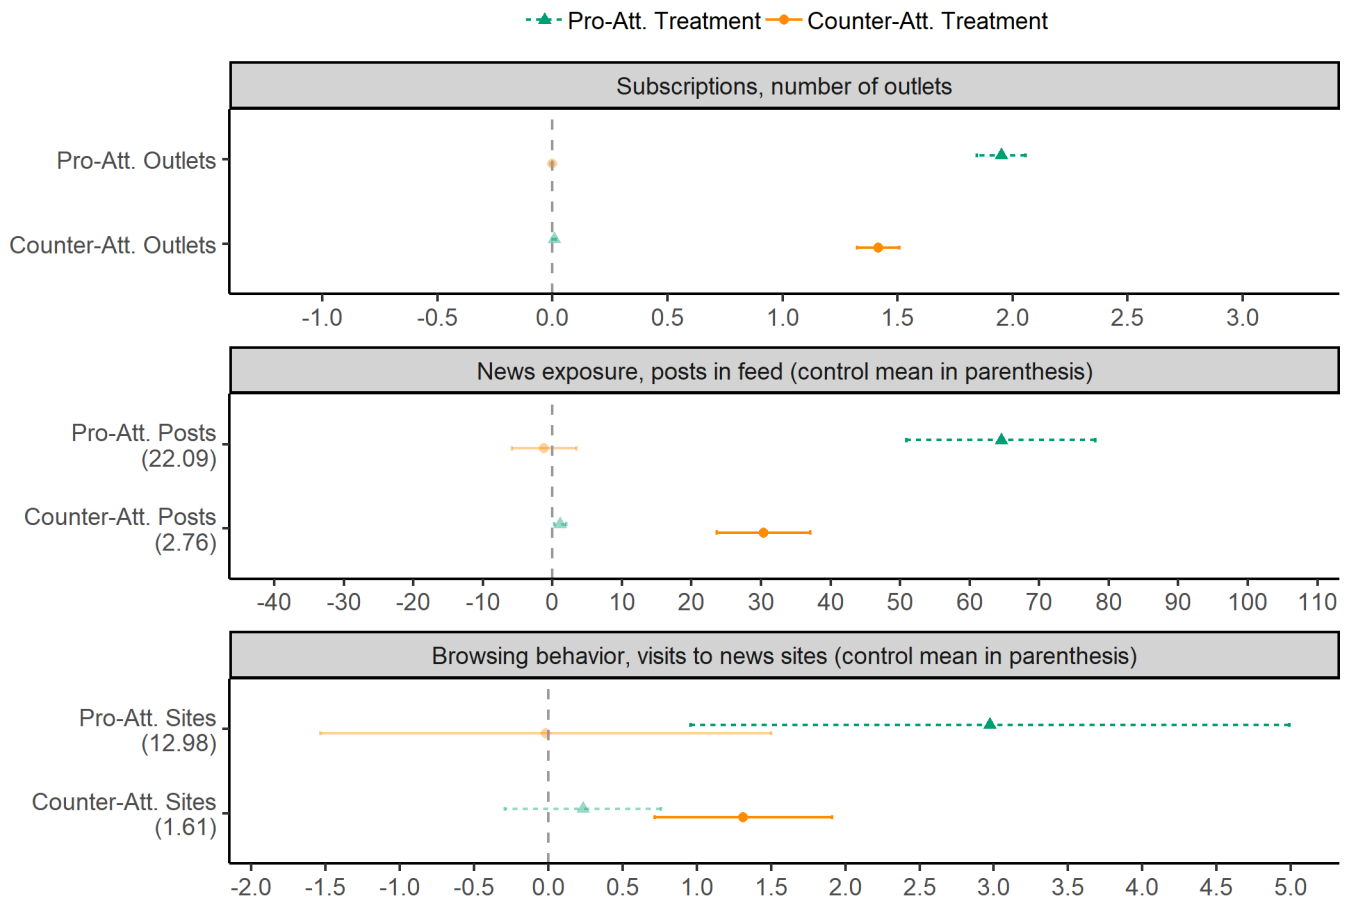 Pro-Att. Treatment Counter-Att. Treatment
Subscriptions, number of outlets
Pro-Att. Outlets
Counter-Att. Outlets
-1.0 -0.5 0.0 0.5 1.0 1.5 2.0 2.5 3.0
News exposure, posts in feed (control mean in parenthesis)
Pro-Att. Posts
(22.09)
Counter-Att. Posts
(2.76)
-40 -30 -20 -10 0 10 20 30 40 50 60 70 80 90 100 110
Browsing behavior, visits to news sites (control mean in parenthesis)
Pro-Att. Sites
(12.98)
Counter-Att. Sites
(1.61)
-2.0 -1.5 -1.0 -0.5 0.0 0.5 1.0 1.5 2.0 2.5 3.0 3.5 4.0 4.5 5.0